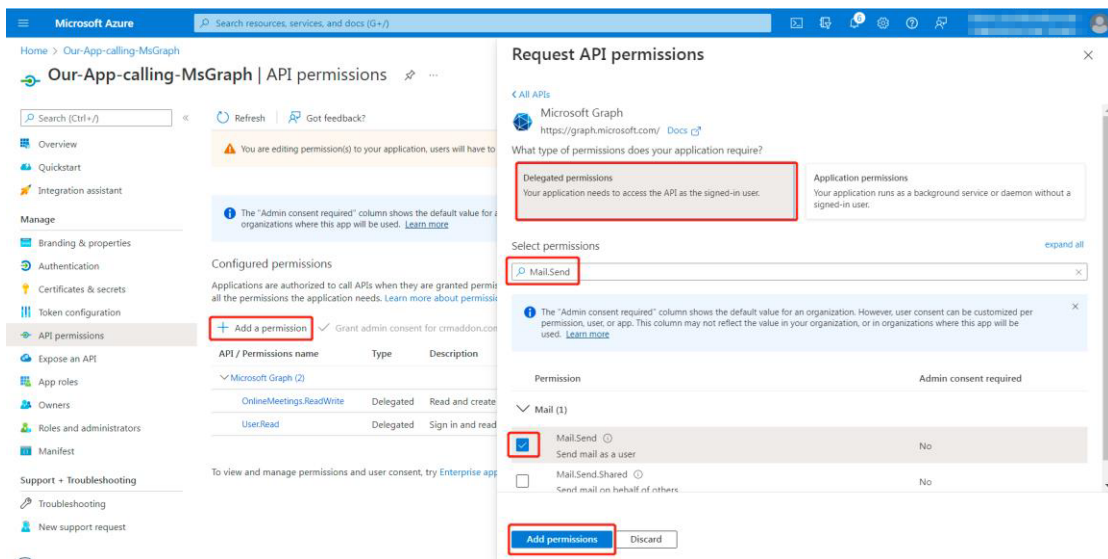 Microsoft Azure
Search resources, services, and docs (G+/)
6
Home > Our-App-calling-MsGraph
Our-App-calling-MsGraph | API permissions
Search (Ctrl+/)
Overview
Quickstart
Integration assistant
Manage
Branding & properties
Authentication
Certificates & secrets
Token configuration
API permissions
Expose an API
App roles
Owners
Roles and administrators
Manifest
Support + Troubleshooting
Troubleshooting
New support request
Refresh
Got feedback?
You are editing permission(s) to your application, users will have to
The "Admin consent required" column shows the default value for a
organizations where this app will be used. Learn more
Configured permissions
Applications are authorized to call APIs when they are granted permis
all the permissions the application needs. Learn more about permissio
Add a permission
Grant admin consent for crmaddon.com
API / Permissions name Type Description
Microsoft Graph (2)
OnlineMeetings.ReadWrite Delegated Read and create
User.Read Delegated Sign in and read
To view and manage permissions and user consent, try Enterprise app
Request API permissions
< All APIs
Microsoft Graph
https://graph.microsoft.com/ Docs
What type of permissions does your application require?
Delegated permissions
Your application needs to access the API as the signed-in user.
Application permissions
Your application runs as a background service or daemon without a
signed-in user.
Select permissions
expand all
Mail.Send
The "Admin consent required" column shows the default value for an organization. However, user consent can be customized per
permission, user, or app. This column may not reflect the value in your organization, or in organizations where this app will be
used. Learn more
Permission Admin consent required
Mail (1)
Mail.Send
Send mail as a user
No
Mail.Send.Shared
Send mail on behalf of others
No
Add permissions
Discard